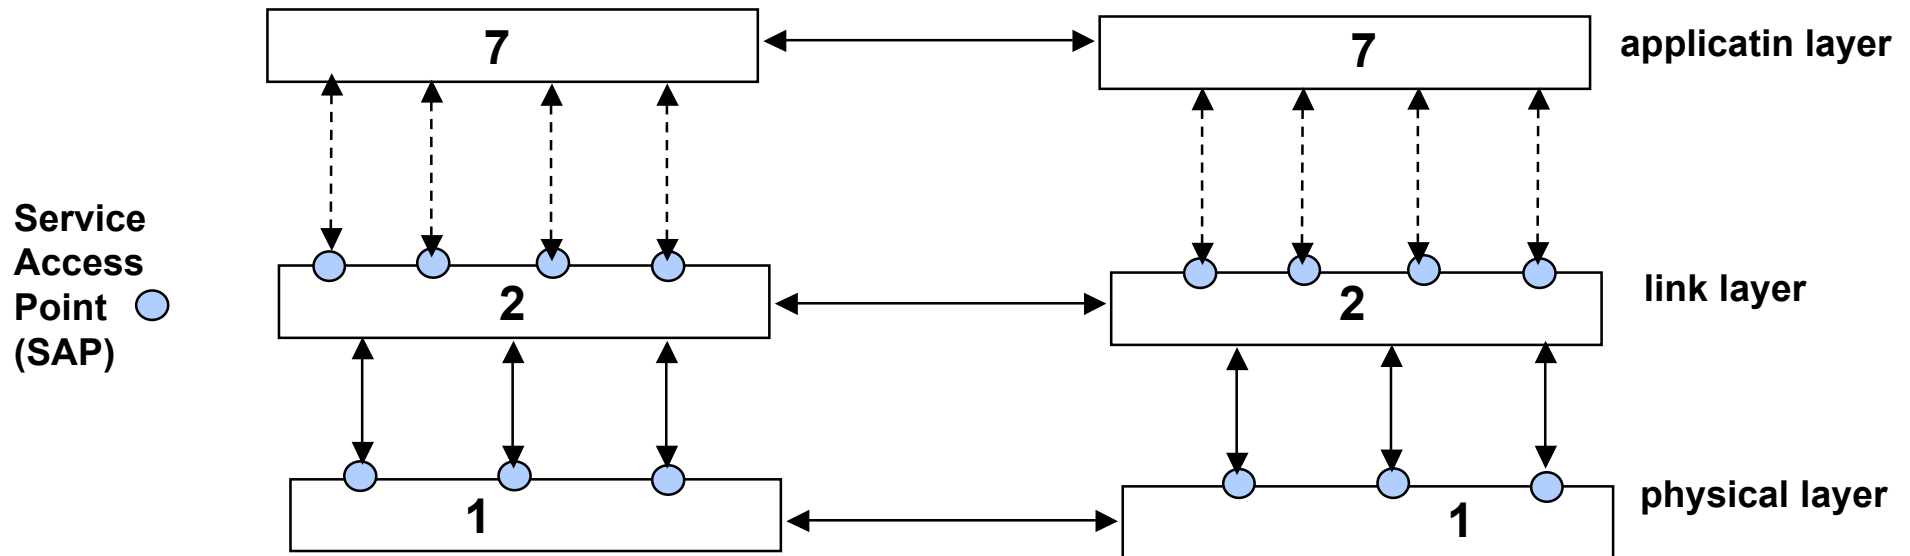 7
7
applicatin layer
Service
Access
Point
(SAP)
2
2
link layer
1
1
physical layer